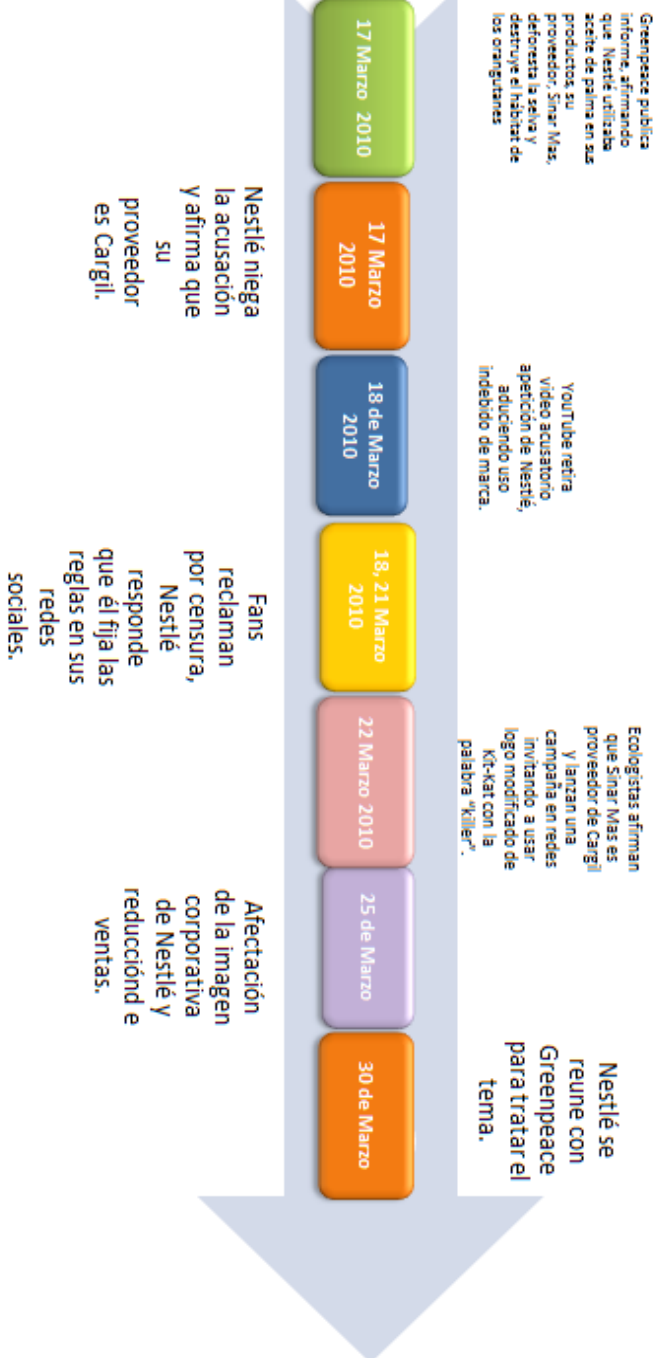 Greenpeace publica
informe, afirmando
que Nestlé utilizaba
aceite de palma en sus
productos, su
proveedor, Sinar Mas,
deforesta la selva y
destruye el hábitat de
los orangutanes
17 Marzo 2010
17 Marzo
2010
Nestlé niega
la acusación
y afirma que
su
proveedor
es Cargil.
YouTube retira
video acusatorio
apetición de Nestlé,
aduciendo uso
indebido de marca.
18 de Marzo
2010
18, 21 Marzo
2010
Fans
reclaman
por censura,
Nestlé
responde
que él fija las
reglas en sus
redes
sociales.
Ecologistas afirman
que Sinar Mas es
proveedor de Cargil
y lanzan una
campaña en redes
invitando a usar
logo modificado de
Kit-Kat con la
palabra "killer".
22 Marzo 2010
25 de Marzo
Afectación
de la imagen
corporativa
de Nestlé y
reducciónd e
ventas.
Nestlé se
reune con
Greenpeace
para tratar el
tema.
30 de Marzo